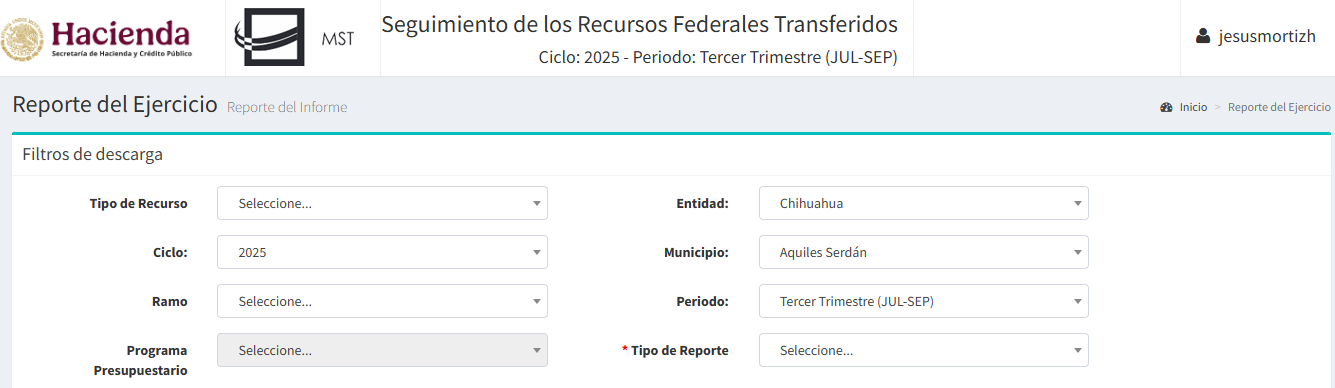 Hacienda
Secretaría de Hacienda y Crédito Público
MST
Seguimiento de los Recursos Federales Transferidos
Ciclo: 2025 - Periodo: Tercer Trimestre (JUL-SEP)
jesusmortizh
Reporte del Ejercicio Reporte del Informe
Inicio > Reporte del Ejercicio
Filtros de descarga
Tipo de Recurso Seleccione... Entidad: Chihuahua
Ciclo: 2025 Municipio: Aquiles Serdán
Ramo Seleccione... Periodo: Tercer Trimestre (JUL-SEP)
Programa Presupuestario Seleccione... * Tipo de Reporte Seleccione...